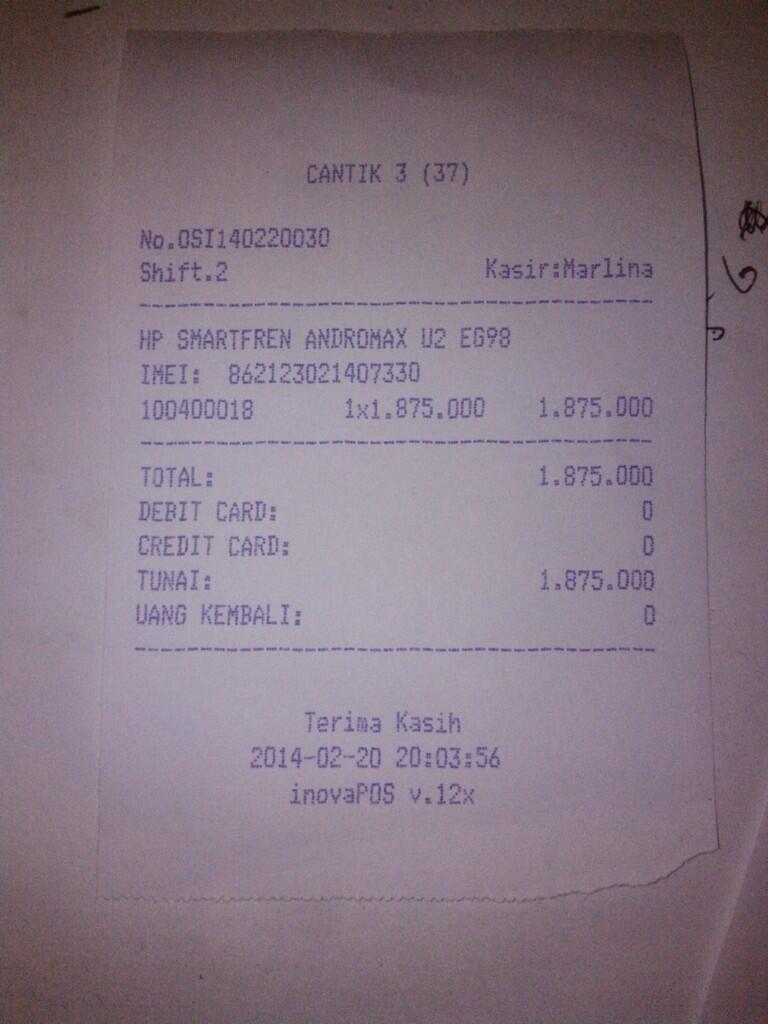 CANTIK 3 (37)
No.OSI140220030
Shift.2 Kasir:Marlina
HP SMARTFREN ANDROMAX U2 EG98
IMEI: 862123021407330
100400018 1x1.875.000 1.875.000
TOTAL: 1.875.000
DEBIT CARD: 0
CREDIT CARD: 0
TUNAI: 1.875.000
UANG KEMBALI: 0
Terima Kasih
2014-02-20 20:03:56
inovaPOS v.12x